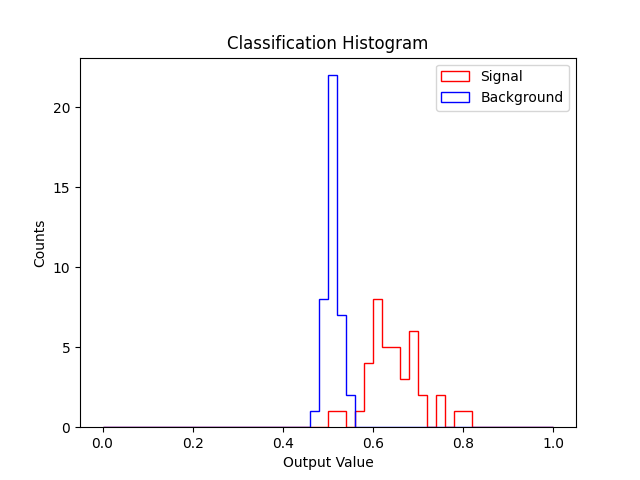 Classification Histogram
Signal
Background
Counts
20
15
10
5
0
0.0 0.2 0.4 0.6 0.8 1.0
Output Value